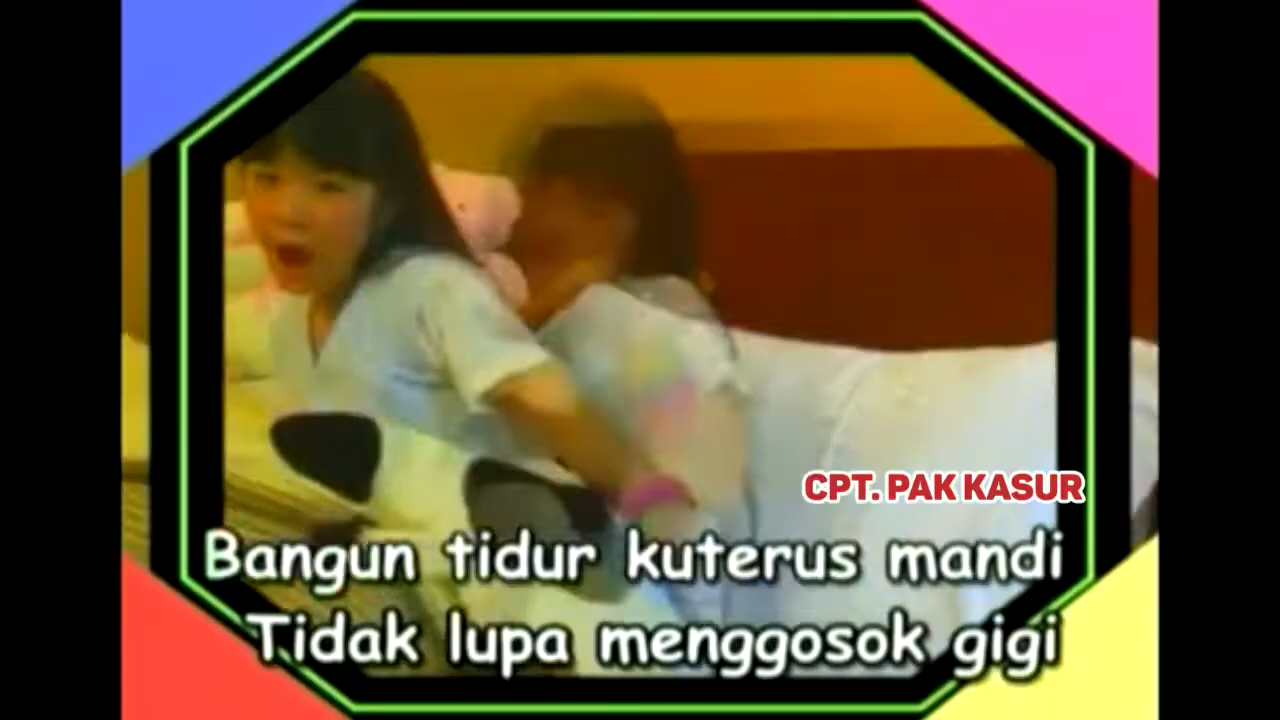 CPT. PAK KASUR
Bangun tidur kuterus mandi
Tidak lupa menggosok gigi